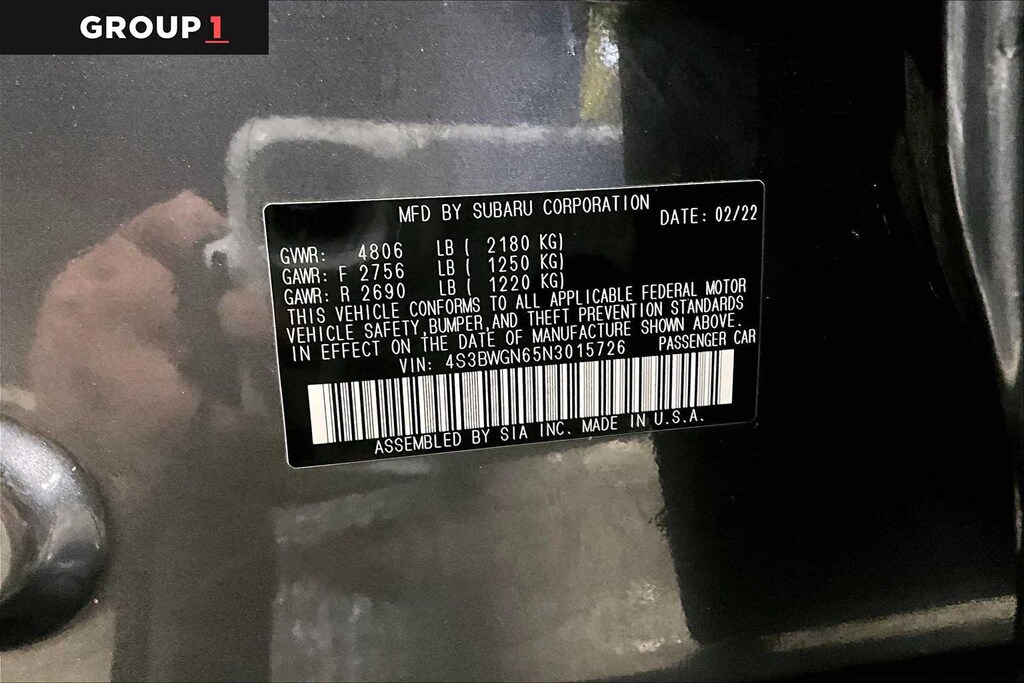 GROUP 1
MFD BY SUBARU CORPORATION DATE: 02/22
GVWR: 4806 LB ( 2180 KG)
GAWR: F 2756 LB ( 1250 KG)
GAWR: R 2690 LB ( 1220 KG)
THIS VEHICLE CONFORMS TO ALL APPLICABLE FEDERAL MOTOR
VEHICLE SAFETY,BUMPER,AND THEFT PREVENTION STANDARDS
IN EFFECT ON THE DATE OF MANUFACTURE SHOWN ABOVE.
VIN: 4S3BWGN65N3015726 PASSENGER CAR
ASSEMBLED BY SIA INC. MADE IN U.S.A.